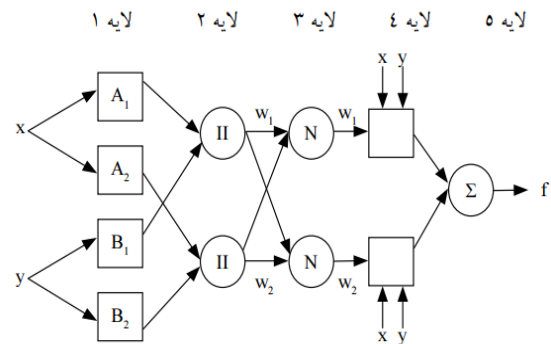 لایه ۱ لایه ۲ لایه ۳ لایه ٤ لایه ۵
x y
A₁
w₁ w₁
II N
x
A₂
Σ f
B₁
II N
y
w₂ w₂
B₂
x y